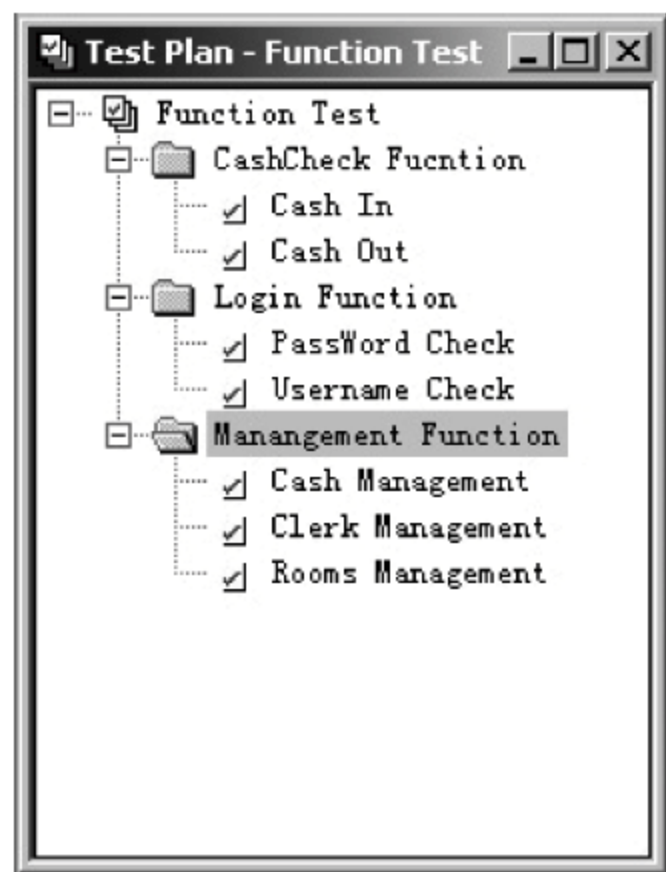 Test Plan - Function Test
Function Test
CashCheck Fucntion
Cash In
Cash Out
Login Function
PassWord Check
Username Check
Manangement Function
Cash Management
Clerk Management
Rooms Management